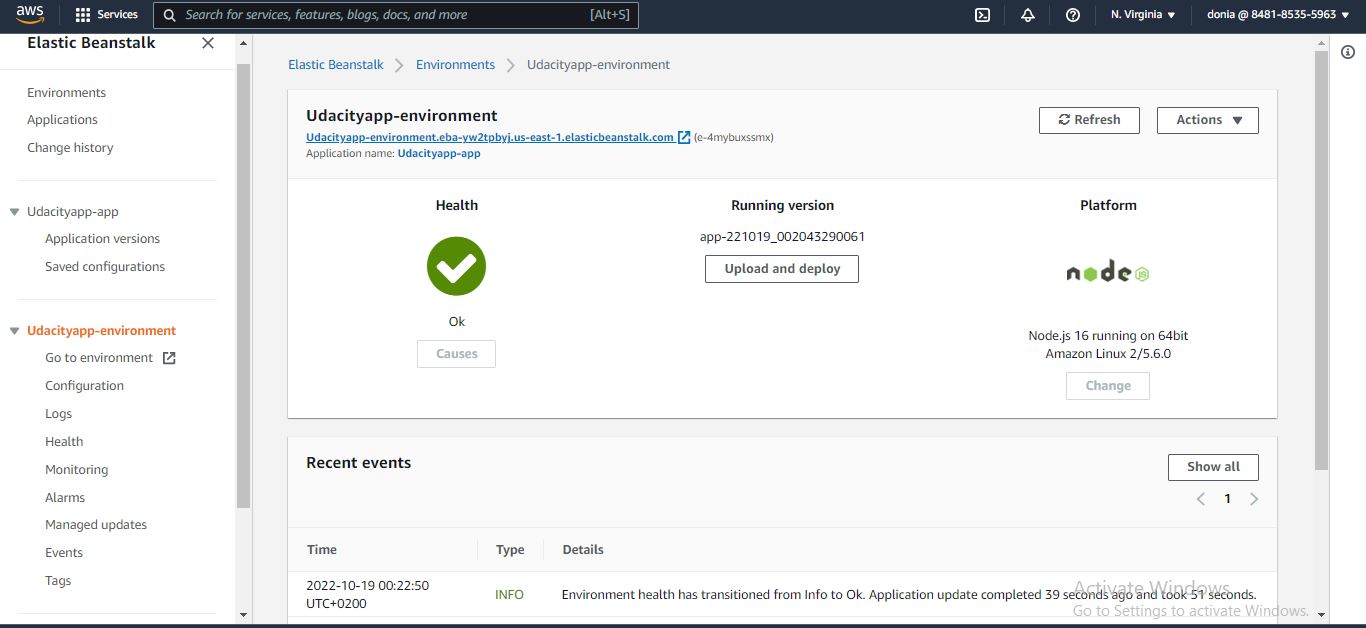 aws
Services
Search for services, features, blogs, docs, and more
[Alt+S]
N. Virginia
donia @ 8481-8535-5963
Elastic Beanstalk
Environments
Applications
Change history
Udacityapp-app
Application versions
Saved configurations
Udacityapp-environment
Go to environment
Configuration
Logs
Health
Monitoring
Alarms
Managed updates
Events
Tags
Elastic Beanstalk > Environments > Udacityapp-environment
Udacityapp-environment
Udacityapp-environment.eba-yw2tpbyj.us-east-1.elasticbeanstalk.com (e-4mybuxssmx)
Application name: Udacityapp-app
Refresh
Actions
Health
Ok
Causes
Running version
app-221019_002043290061
Upload and deploy
Platform
node JS
Node.js 16 running on 64bit
Amazon Linux 2/5.6.0
Change
Recent events
Show all
1
Time Type Details
2022-10-19 00:22:50
UTC+0200
INFO
Environment health has transitioned from Info to Ok. Application update completed 39 seconds ago and took 51 seconds.
Activate Windows
Go to Settings to activate Windows.